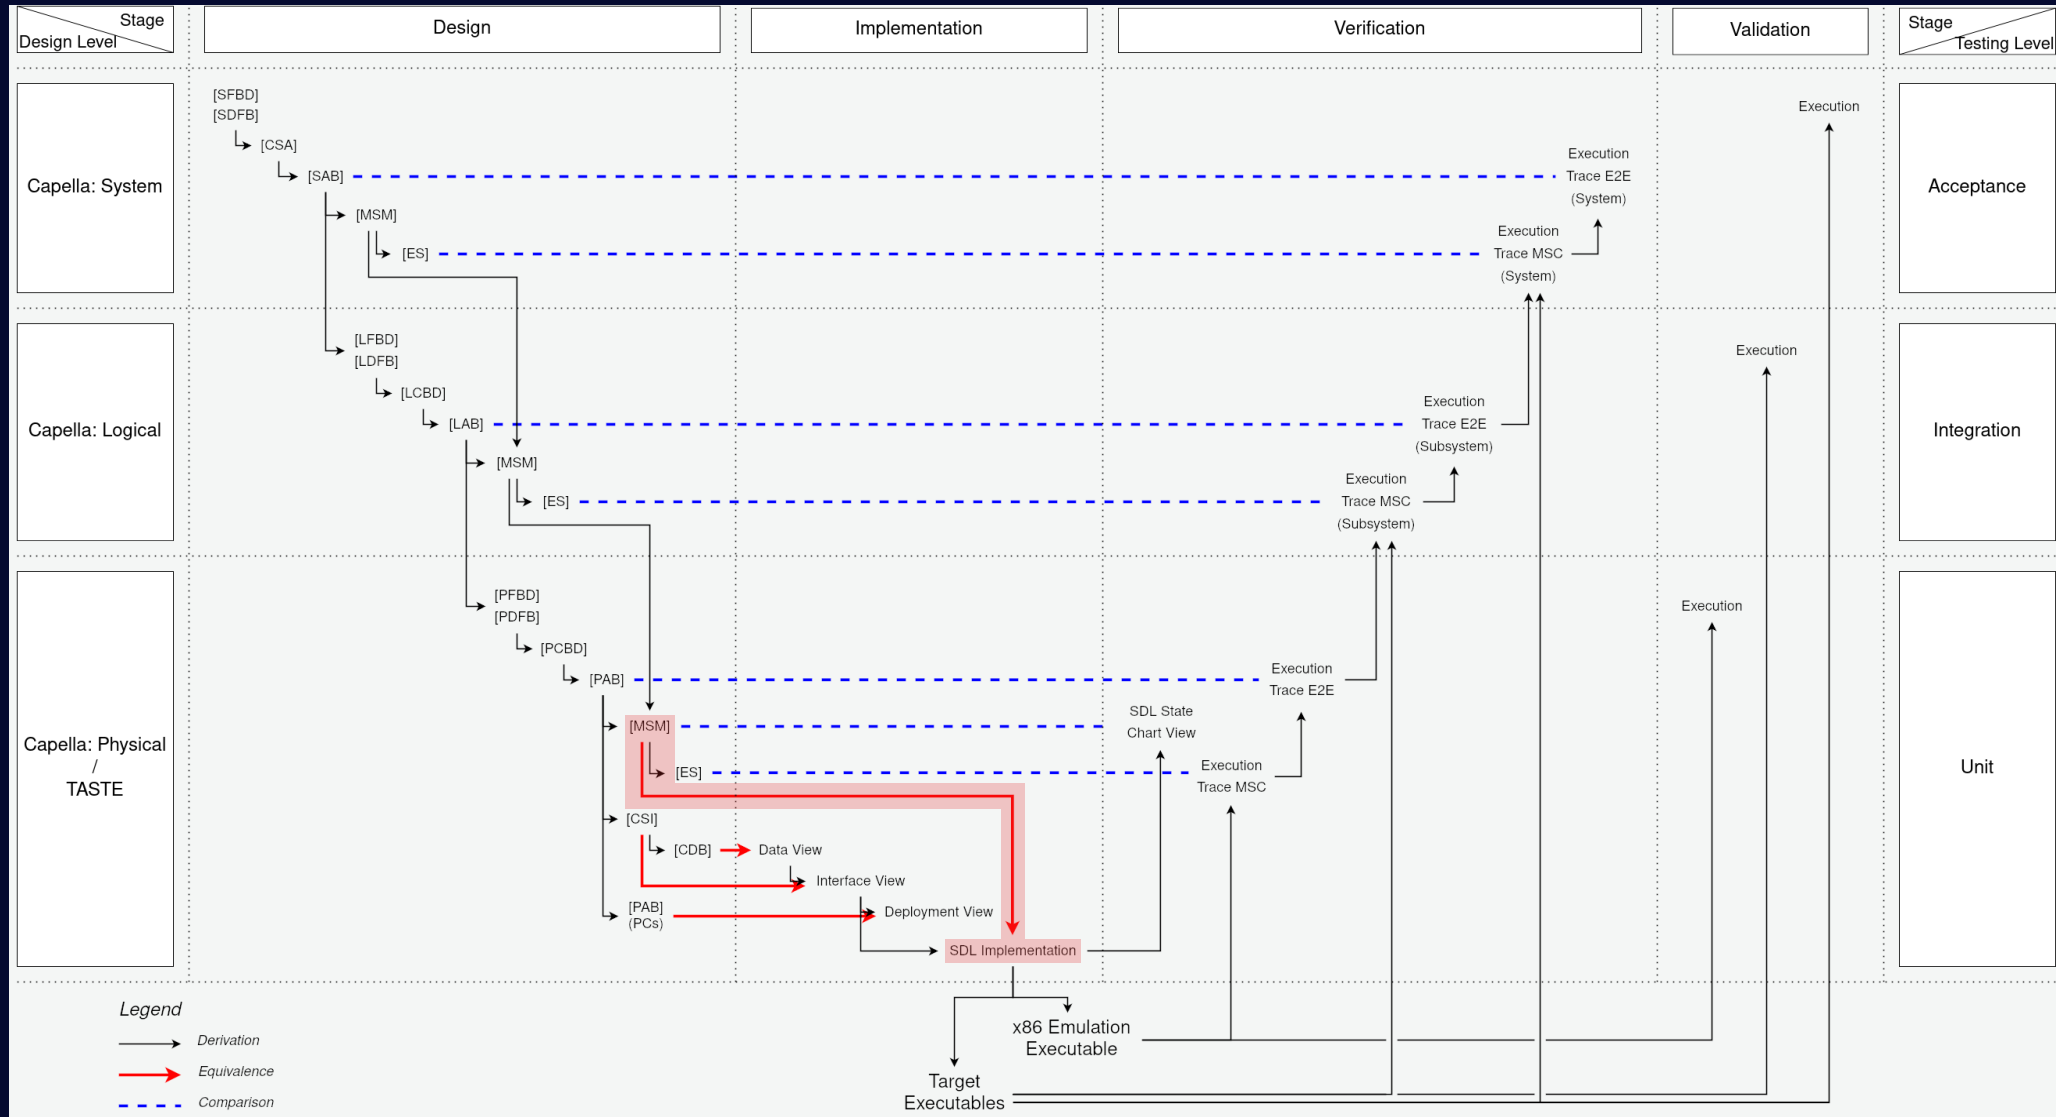 Stage
Design Level
Design
Implementation
Verification
Validation
Stage
Testing Level
Capella: System
[SFBD]
[SDFB]
[CSA]
[SAB]
[MSM]
[ES]
Execution
Trace E2E
(System)
Execution
Trace MSC
(System)
Execution
Acceptance
Capella: Logical
[LFBD]
[LDFB]
[LCBD]
[LAB]
[MSM]
[ES]
Execution
Trace E2E
(Subsystem)
Execution
Trace MSC
(Subsystem)
Execution
Integration
Capella: Physical
/
TASTE
[PFBD]
[PDFB]
[PCBD]
[PAB]
[MSM]
[ES]
[CSI]
[CDB]
[PAB]
(PCs)
Data View
Interface View
Deployment View
SDL Implementation
Execution
Trace E2E
SDL State
Chart View
Execution
Trace MSC
Execution
Unit
x86 Emulation
Executable
Target
Executables
Legend
Derivation
Equivalence
Comparison